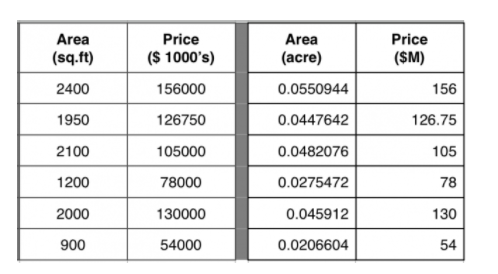 Area Price Area Price
(sq.ft) ($ 1000's) (acre) ($M)
2400 156000 0.0550944 156
1950 126750 0.0447642 126.75
2100 105000 0.0482076 105
1200 78000 0.0275472 78
2000 130000 0.045912 130
900 54000 0.0206604 54